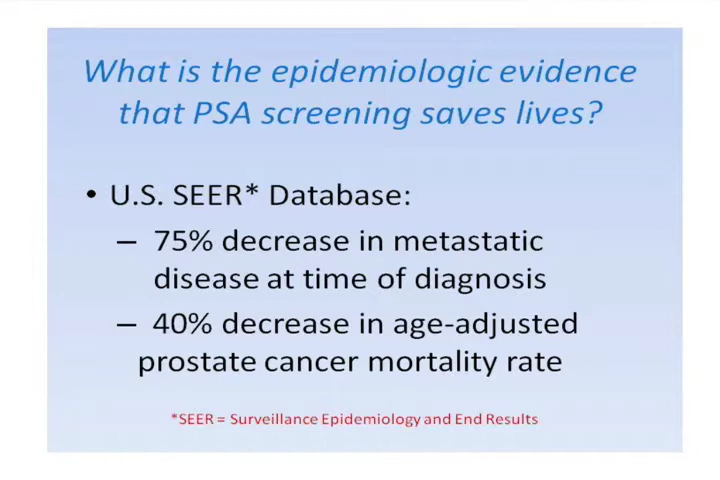 What is the epidemiologic evidence
that PSA screening saves lives?
• U.S. SEER* Database:
– 75% decrease in metastatic
disease at time of diagnosis
– 40% decrease in age-adjusted
prostate cancer mortality rate
*SEER = Surveillance Epidemiology and End Results